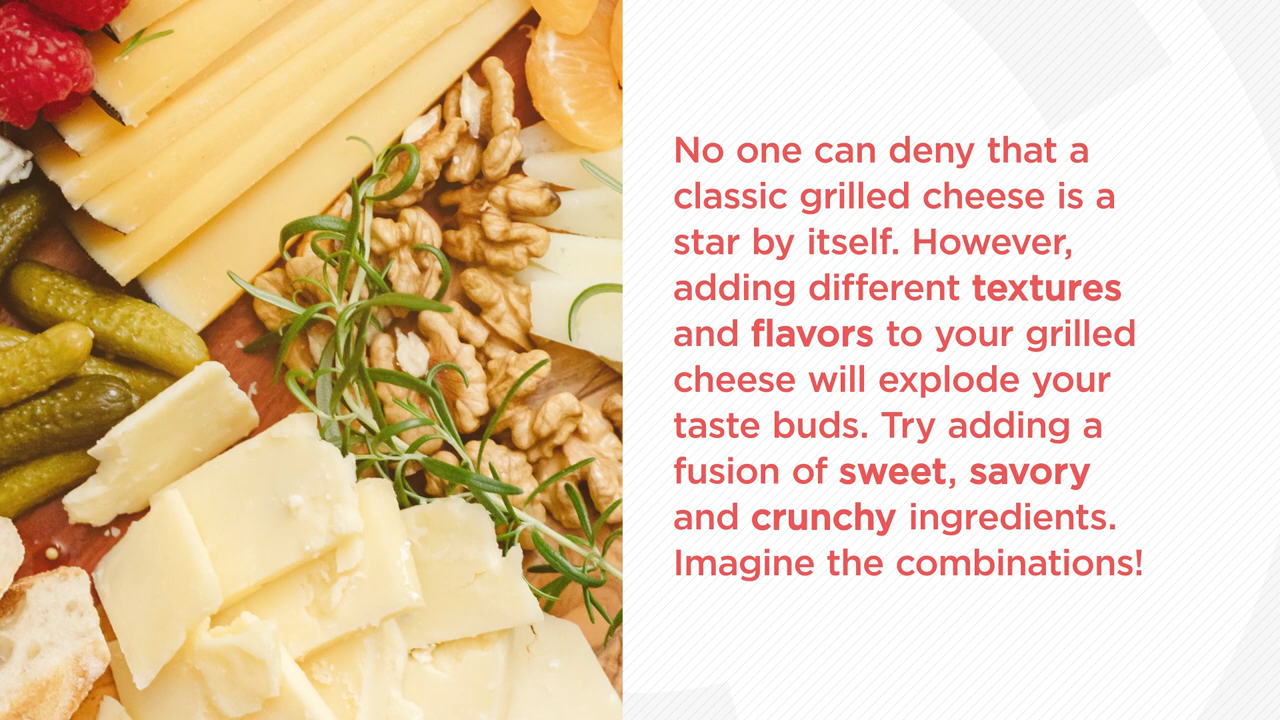 No one can deny that a
classic grilled cheese is a
star by itself. However,
adding different textures
and flavors to your grilled
cheese will explode your
taste buds. Try adding a
fusion of sweet, savory
and crunchy ingredients.
Imagine the combinations!